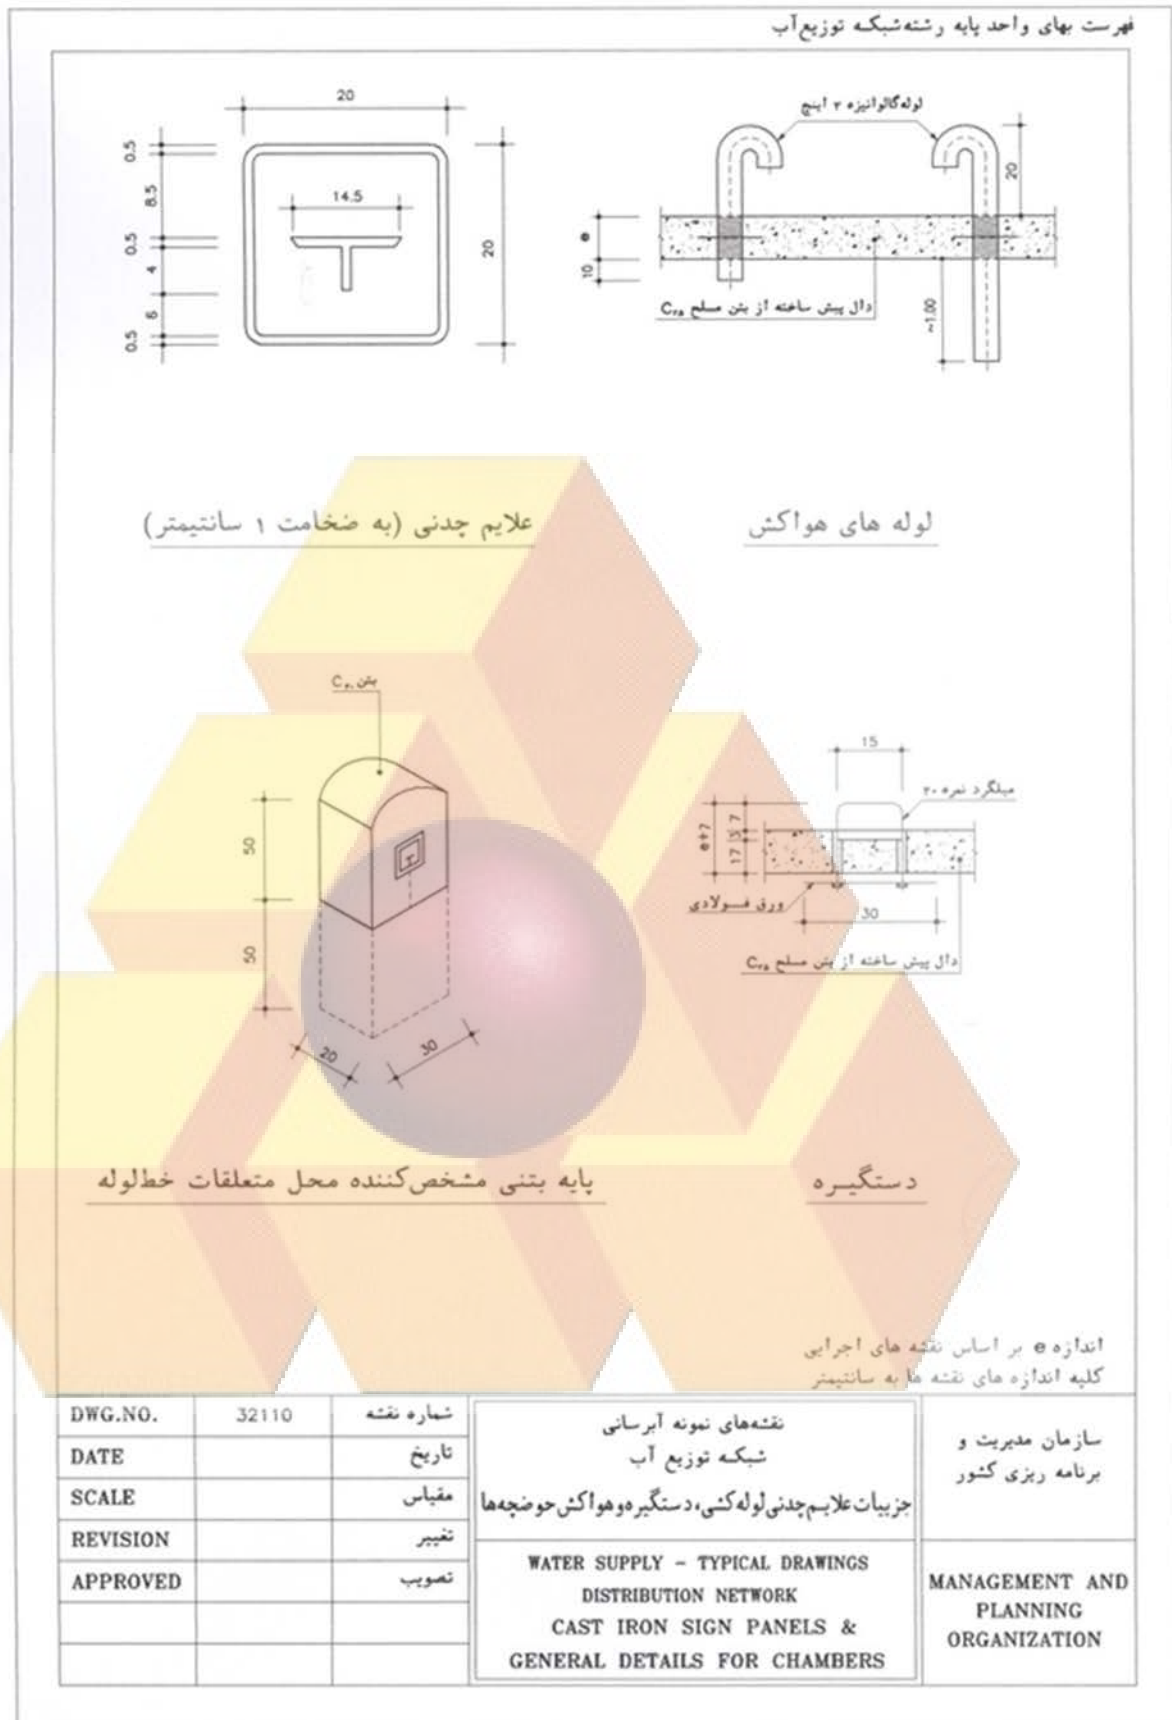 فهرست بهای واحد پایه رشته شبکه توزیع آب
20
0.5
8.5
0.5
4
6
0.5
14.5
20
لوله گالوانیزه ۳ اینچ
20
e
10
~1.00
دال پیش ساخته از بتن مسلح C۲۵
علایم چدنی (به ضخامت ۱ سانتیمتر)
لوله های هواکش
بتن C۲۰
50
50
20
30
15
میلگرد نمره ۲۰
e+7
7
3
17
ورق فولادی
30
دال پیش ساخته از بتن مسلح C۲۵
پایه بتنی مشخص کننده محل متعلقات خط لوله
دستگیره
اندازه e بر اساس نقشه های اجرایی
کلیه اندازه های نقشه ها به سانتیمتر
DWG.NO. 32110 شماره نقشه
DATE تاریخ
SCALE مقیاس
REVISION تغییر
APPROVED تصویب
نقشه‌های نمونه آبرسانی
شبکه توزیع آب
جزییات علایم چدنی لوله کشی، دستگیره و هواکش حوضچه‌ها
WATER SUPPLY - TYPICAL DRAWINGS
DISTRIBUTION NETWORK
CAST IRON SIGN PANELS &
GENERAL DETAILS FOR CHAMBERS
سازمان مدیریت و
برنامه ریزی کشور
MANAGEMENT AND
PLANNING
ORGANIZATION